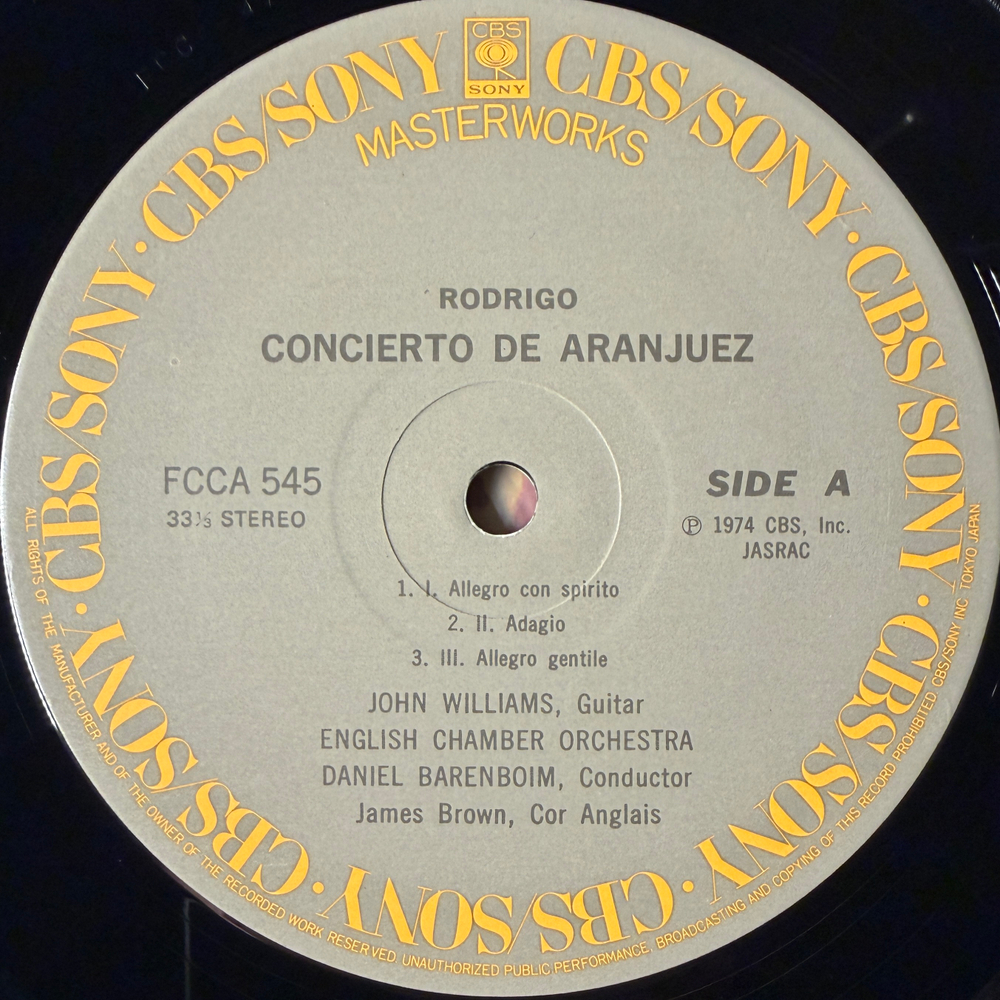 CBS
SONY
CBS/SONY CBS/SONY · CBS/SONY · CBS/SONY · CBS/SONY · CBS/SONY · CBS/SONY · CBS/SONY ·
MASTERWORKS
RODRIGO
CONCIERTO DE ARANJUEZ
FCCA 545
33⅓ STEREO
SIDE A
Ⓟ 1974 CBS, Inc.
JASRAC
1. I. Allegro con spirito
2. II. Adagio
3. III. Allegro gentile
JOHN WILLIAMS, Guitar
ENGLISH CHAMBER ORCHESTRA
DANIEL BARENBOIM, Conductor
James Brown, Cor Anglais
ALL RIGHTS OF THE MANUFACTURER AND OF THE OWNER OF THE RECORDED WORK RESERVED. UNAUTHORIZED PUBLIC PERFORMANCE, BROADCASTING AND COPYING OF THIS RECORD PROHIBITED CBS/SONY INC. TOKYO JAPAN